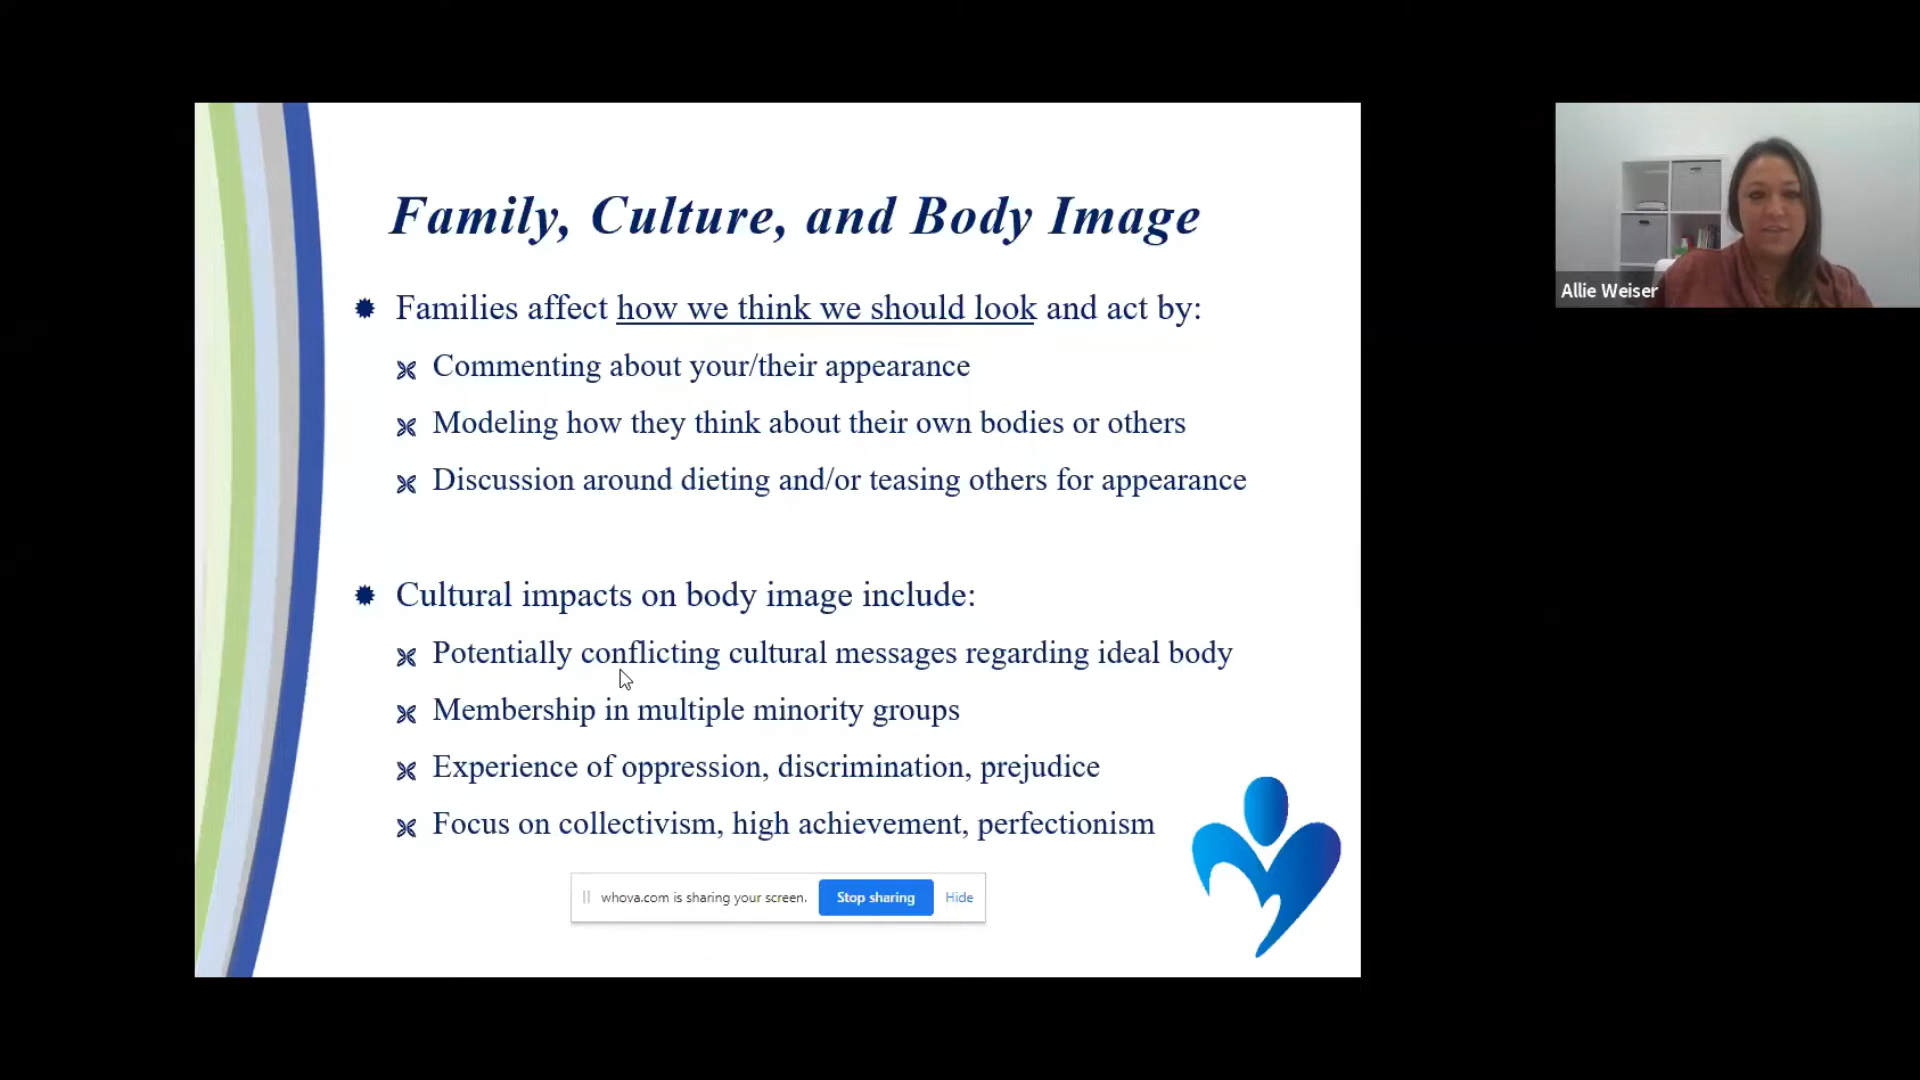 Family, Culture, and Body Image
Families affect how we think we should look and act by:
Commenting about your/their appearance
Modeling how they think about their own bodies or others
Discussion around dieting and/or teasing others for appearance
Cultural impacts on body image include:
Potentially conflicting cultural messages regarding ideal body
Membership in multiple minority groups
Experience of oppression, discrimination, prejudice
Focus on collectivism, high achievement, perfectionism
whova.com is sharing your screen. Stop sharing Hide
Allie Weiser